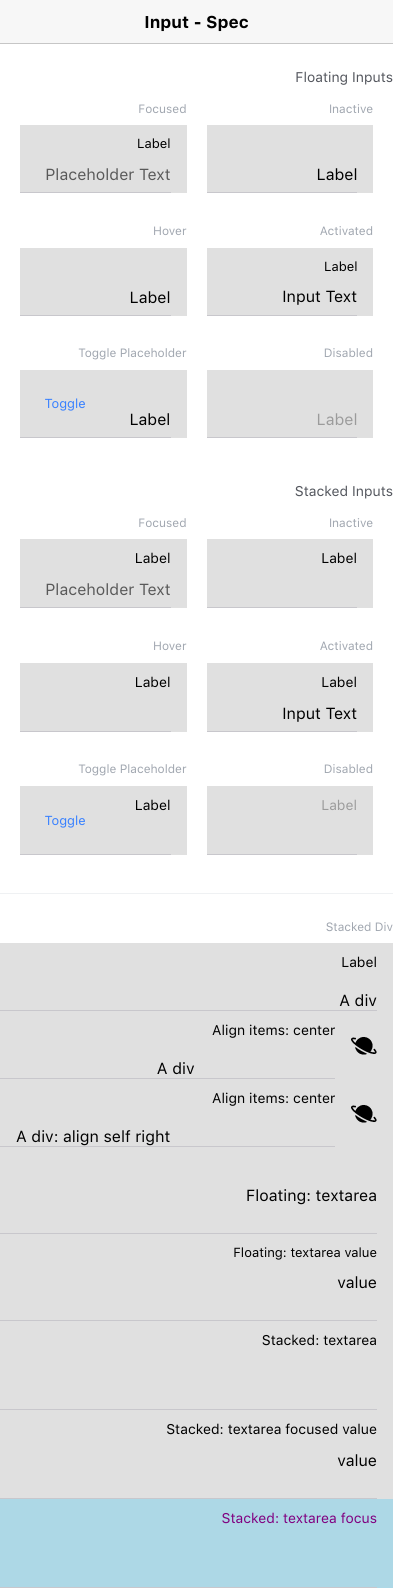 Input - Spec
Floating Inputs
Focused
Inactive
Label
Placeholder Text
Label
Hover
Activated
Label
Label
Input Text
Toggle Placeholder
Disabled
Toggle
Label
Label
Stacked Inputs
Focused
Inactive
Label
Placeholder Text
Label
Hover
Activated
Label
Label
Input Text
Toggle Placeholder
Disabled
Label
Toggle
Label
Stacked Div
Label
A div
Align items: center
A div
Align items: center
A div: align self right
Floating: textarea
Floating: textarea value
value
Stacked: textarea
Stacked: textarea focused value
value
Stacked: textarea focus